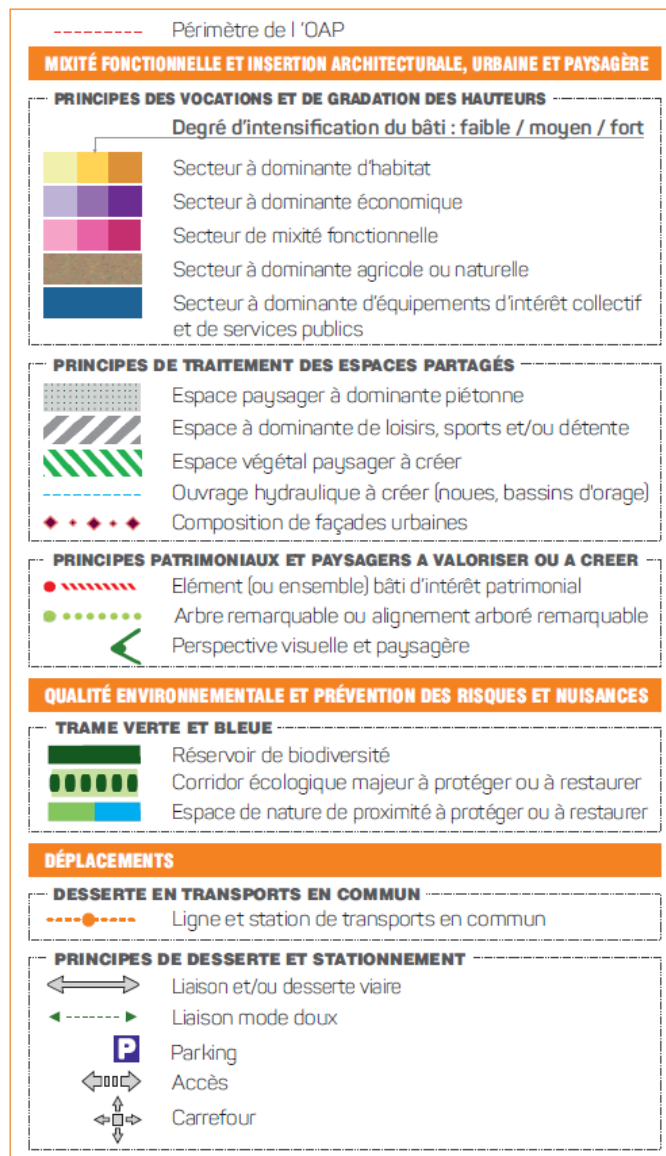 Périmètre de l ‘OAP
MIXITÉ FONCTIONNELLE ET INSERTION ARCHITECTURALE, URBAINE ET PAYSAGÈRE
PRINCIPES DES VOCATIONS ET DE GRADATION DES HAUTEURS
Degré d'intensification du bâti : faible / moyen / fort
Secteur à dominante d'habitat
Secteur à dominante économique
Secteur de mixité fonctionnelle
Secteur à dominante agricole ou naturelle
Secteur à dominante d'équipements d'intérêt collectif
et de services publics
PRINCIPES DE TRAITEMENT DES ESPACES PARTAGÉS
Espace paysager à dominante piétonne
Espace à dominante de loisirs, sports et/ou détente
Espace végétal paysager à créer
Ouvrage hydraulique à créer (noues, bassins d'orage)
Composition de façades urbaines
PRINCIPES PATRIMONIAUX ET PAYSAGERS A VALORISER OU A CREER
Elément (ou ensemble) bâti d'intérêt patrimonial
Arbre remarquable ou alignement arboré remarquable
Perspective visuelle et paysagère
QUALITÉ ENVIRONNEMENTALE ET PRÉVENTION DES RISQUES ET NUISANCES
TRAME VERTE ET BLEUE
Réservoir de biodiversité
Corridor écologique majeur à protéger ou à restaurer
Espace de nature de proximité à protéger ou à restaurer
DÉPLACEMENTS
DESSERTE EN TRANSPORTS EN COMMUN
Ligne et station de transports en commun
PRINCIPES DE DESSERTE ET STATIONNEMENT
Liaison et/ou desserte viaire
Liaison mode doux
P Parking
Accès
Carrefour